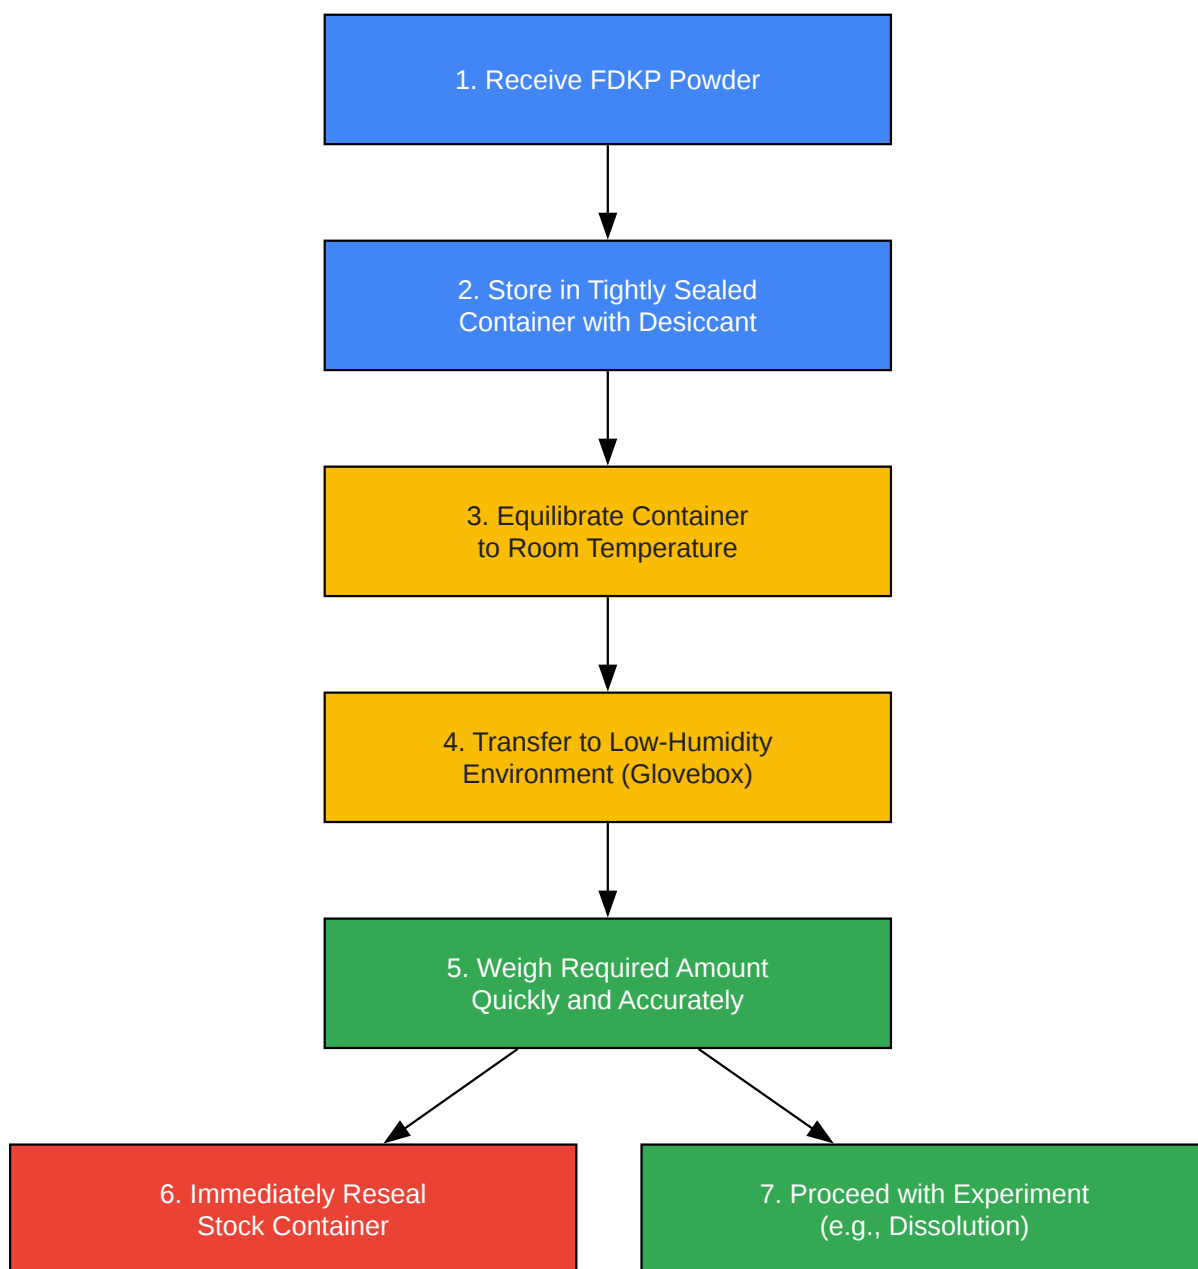 1. Receive FDKP Powder
2. Store in Tightly Sealed
Container with Desiccant
3. Equilibrate Container
to Room Temperature
4. Transfer to Low-Humidity
Environment (Glovebox)
5. Weigh Required Amount
Quickly and Accurately
6. Immediately Reseal
Stock Container
7. Proceed with Experiment
(e.g., Dissolution)